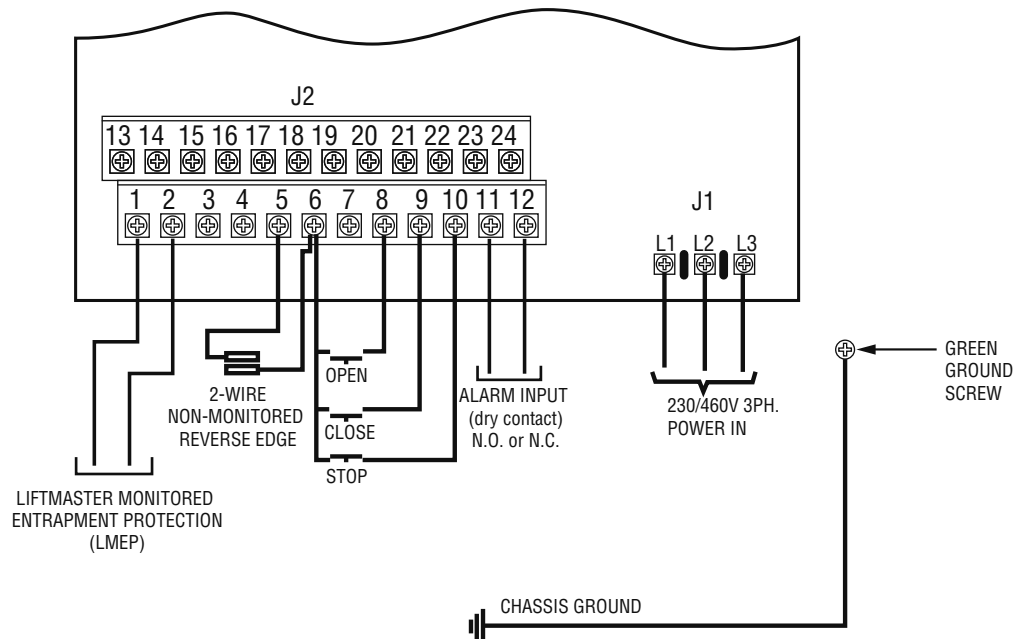 J2
13 14 15 16 17 18 19 20 21 22 23 24
1 2 3 4 5 6 7 8 9 10 11 12
J1
L1 L2 L3
OPEN
CLOSE
STOP
2-WIRE
NON-MONITORED
REVERSE EDGE
ALARM INPUT
(dry contact)
N.O. or N.C.
230/460V 3PH.
POWER IN
GREEN
GROUND
SCREW
LIFTMASTER MONITORED
ENTRAPMENT PROTECTION
(LMEP)
CHASSIS GROUND